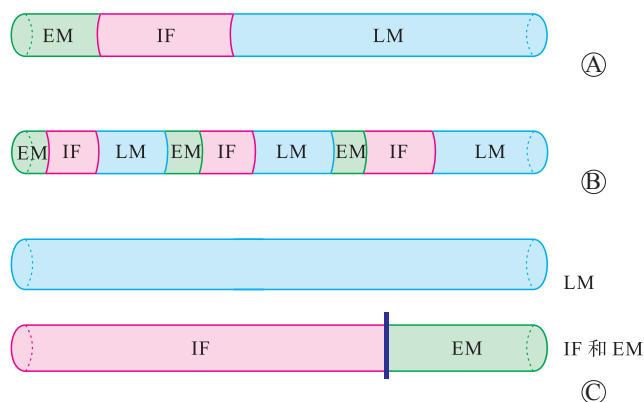 EM IF LM
Ⓐ
EM IF LM EM IF LM EM IF LM
Ⓑ
LM
IF EM IF 和 EM
Ⓒ